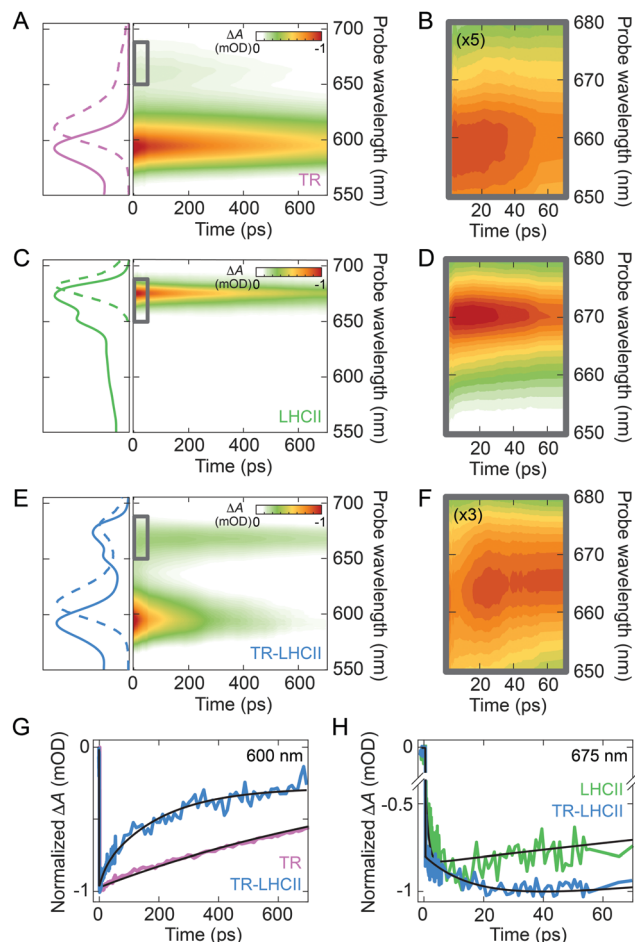 A
ΔA
(mOD) 0 -1
TR
700
650
600
550
Probe wavelength (nm)
0 200 400 600
Time (ps)
B
(x5)
680
670
660
650
Probe wavelength (nm)
20 40 60
Time (ps)
C
ΔA
(mOD) 0 -1
LHCII
700
650
600
550
Probe wavelength (nm)
0 200 400 600
Time (ps)
D
680
670
660
650
Probe wavelength (nm)
20 40 60
Time (ps)
E
ΔA
(mOD) 0 -1
TR-LHCII
700
650
600
550
Probe wavelength (nm)
0 200 400 600
Time (ps)
F
(x3)
680
670
660
650
Probe wavelength (nm)
20 40 60
Time (ps)
G
Normalized ΔA (mOD)
0
-1
600 nm
TR
TR-LHCII
0 200 400 600
Time (ps)
H
Normalized ΔA (mOD)
0
-0.5
-1
675 nm
LHCII
TR-LHCII
0 20 40 60
Time (ps)